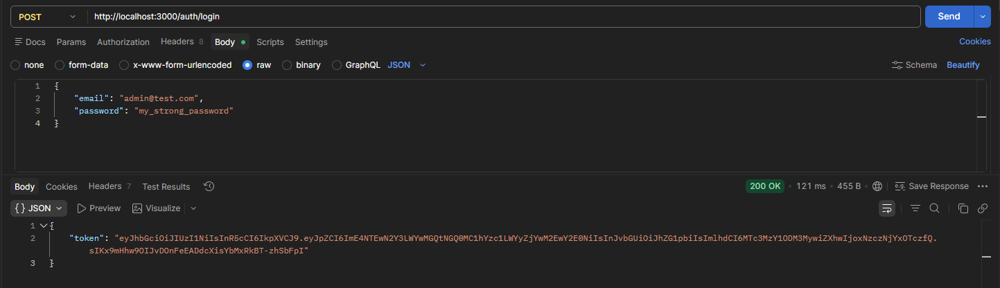 POST http://localhost:3000/auth/login Send
Docs Params Authorization Headers 8 Body Scripts Settings Cookies
none form-data x-www-form-urlencoded raw binary GraphQL JSON Schema Beautify
1 {
2 "email": "admin@test.com",
3 "password": "my_strong_password"
4 }
Body Cookies Headers 7 Test Results 200 OK • 121 ms • 455 B e.g. Save Response
{} JSON Preview Visualize
1 {
2 "token": "eyJhbGciOiJIUzI1NiIsInR5cCI6IkpXVCJ9.eyJpZCI6ImE4NTEwN2Y3LWYwMGQtNGQ0MC1hYzc1LWYyZjYwM2EwY2E0NiIsInJvbGUiOiJhZG1pbiIsImlhdCI6MTc3MzY1ODM3MywiZXhwIjoxNzczNjYxOTczfQ.
sIKx9mHhw9OIJvDOnFeEADdcXisYbMxRkBT-zhSbFpI"
3 }